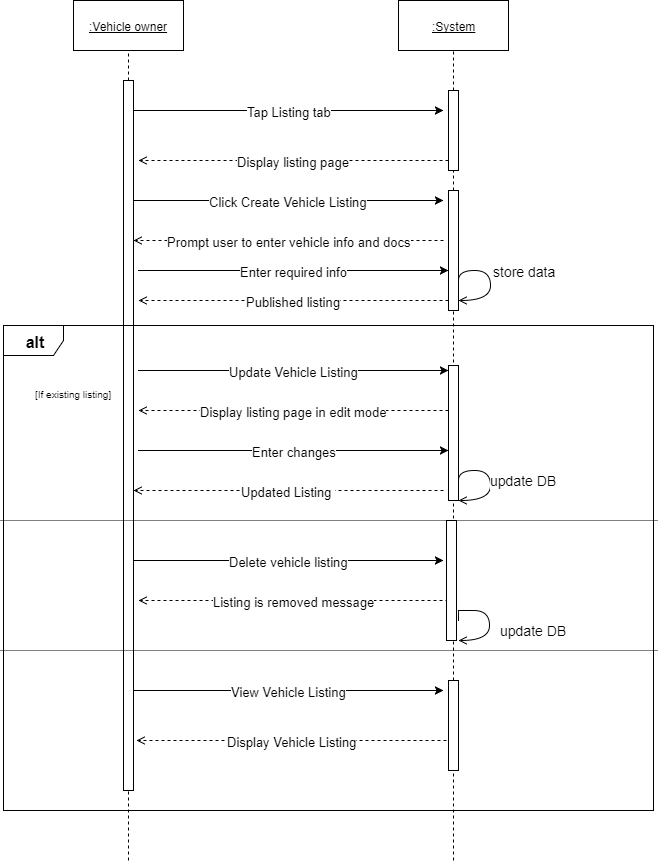 :Vehicle owner
:System
Tap Listing tab
Display listing page
Click Create Vehicle Listing
Prompt user to enter vehicle info and docs
Enter required info
store data
Published listing
alt
Update Vehicle Listing
[If existing listing]
Display listing page in edit mode
Enter changes
update DB
Updated Listing
Delete vehicle listing
Listing is removed message
update DB
View Vehicle Listing
Display Vehicle Listing